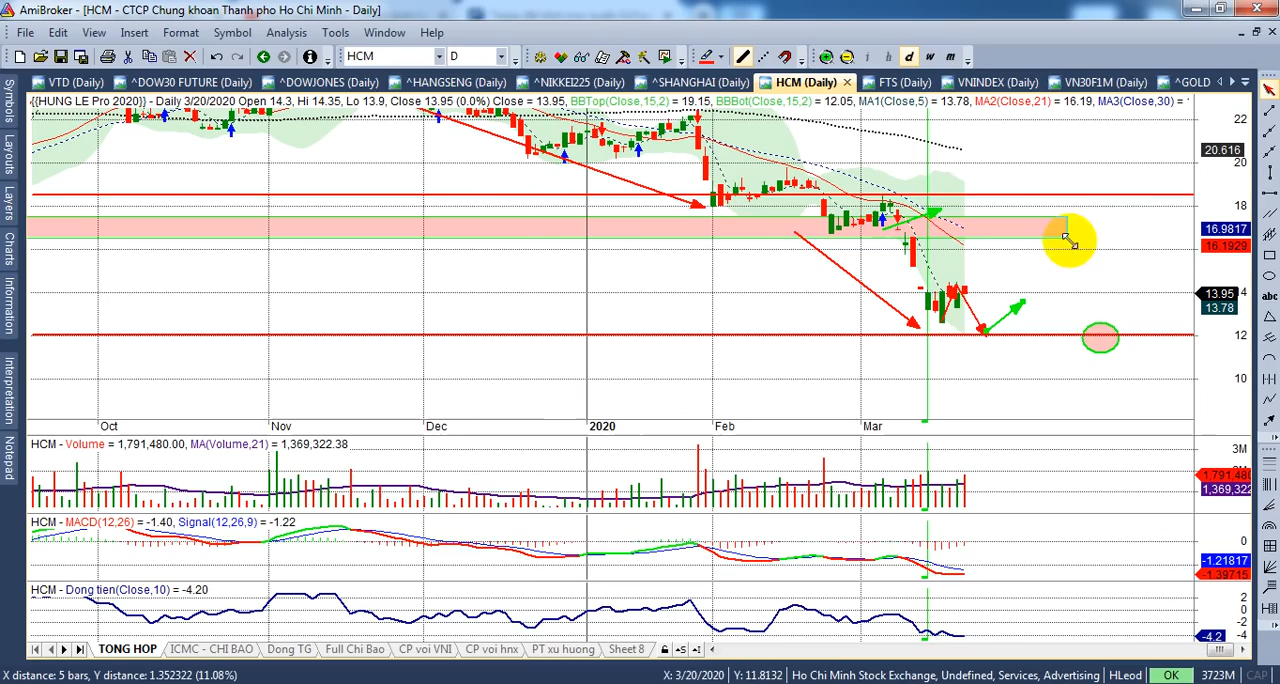 AmiBroker - [HCM - CTCP Chung khoan Thanh pho Ho Chi Minh - Daily]
File Edit View Insert Format Symbol Analysis Tools Window Help
HCM D i h d w m
VTD (Daily) ^DOW30 FUTURE (Daily) ^DOWJONES (Daily) ^HANGSENG (Daily) ^NIKKEI225 (Daily) ^SHANGHAI (Daily) HCM (Daily) FTS (Daily) VNINDEX (Daily) VN30F1M (Daily) ^GOLD
{{HUNG LE Pro 2020}} - Daily 3/20/2020 Open 14.3, Hi 14.35, Lo 13.9, Close 13.95 (0.0%) Close = 13.95, BBTop(Close,15,2) = 19.15, BBBot(Close,15,2) = 12.05, MA1(Close,5) = 13.78, MA2(Close,21) = 16.19, MA3(Close,30) =
Symbols
Layouts
Layers
Charts
Information
Interpretation
Notepad
22
20.616
20
18
16.9817
16.1929
13.95
14
13.78
12
10
abc
Oct Nov Dec 2020 Feb Mar
HCM - Volume = 1,791,480.00, MA(Volume,21) = 1,369,322.38
3M
1,791,480
1,369,322
HCM - MACD(12,26) = -1.40, Signal(12,26,9) = -1.22
0
-1.21817
-1.39715
HCM - Dong tien(Close,10) = -4.20
2
0
-2
-4
-4.2
TONG HOP ICMC - CHI BAO Dong TG Full Chi Bao CP voi VNI CP voi hnx PT xu huong Sheet 8
X distance: 5 bars, Y distance: 1.352322 (11.08%) X: 3/20/2020 Y: 11.8132 Ho Chi Minh Stock Exchange, Undefined, Services, Advertising HLeod OK 3723M CAP